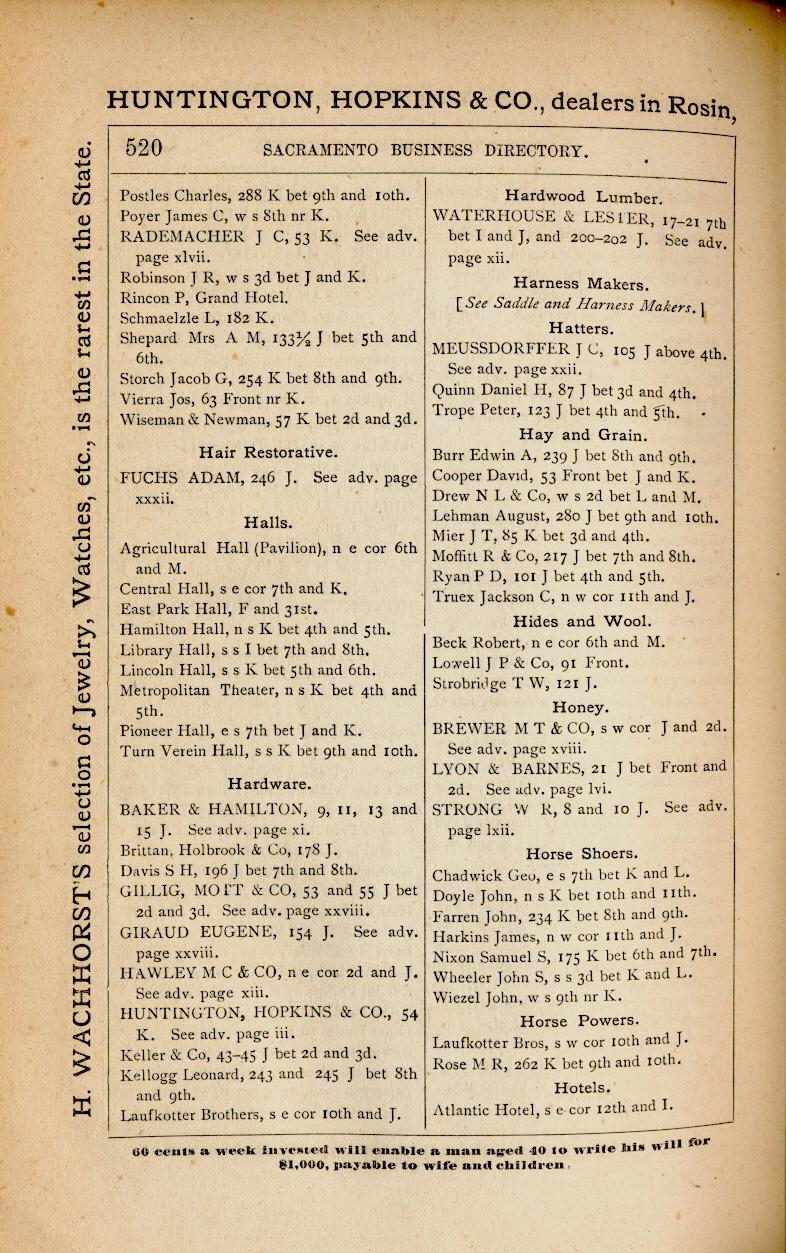 HUNTINGTON, HOPKINS & CO., dealers in Rosin,
H. WACHHORST'S selection of Jewelry, Watches, etc., is the rarest in the State.
520 SACRAMENTO BUSINESS DIRECTORY.
Postles Charles, 288 K bet 9th and 10th.
Poyer James C, w s 8th nr K.
RADEMACHER J C, 53 K. See adv.
page xlvii.
Robinson J R, w s 3d bet J and K.
Rincon P, Grand Hotel.
Schmaelzle L, 182 K.
Shepard Mrs A M, 133½ J bet 5th and
6th.
Storch Jacob G, 254 K bet 8th and 9th.
Vierra Jos, 63 Front nr K.
Wiseman & Newman, 57 K bet 2d and 3d.
Hair Restorative.
FUCHS ADAM, 246 J. See adv. page
xxxii.
Halls.
Agricultural Hall (Pavilion), n e cor 6th
and M.
Central Hall, s e cor 7th and K.
East Park Hall, F and 31st.
Hamilton Hall, n s K bet 4th and 5th.
Library Hall, s s I bet 7th and 8th.
Lincoln Hall, s s K bet 5th and 6th.
Metropolitan Theater, n s K bet 4th and
5th.
Pioneer Hall, e s 7th bet J and K.
Turn Verein Hall, s s K bet 9th and 10th.
Hardware.
BAKER & HAMILTON, 9, 11, 13 and
15 J. See adv. page xi.
Brittan, Holbrook & Co, 178 J.
Davis S H, 196 J bet 7th and 8th.
GILLIG, MOTT & CO, 53 and 55 J bet
2d and 3d. See adv. page xxviii.
GIRAUD EUGENE, 154 J. See adv.
page xxviii.
HAWLEY M C & CO, n e cor 2d and J.
See adv. page xiii.
HUNTINGTON, HOPKINS & CO., 54
K. See adv. page iii.
Keller & Co, 43-45 J bet 2d and 3d.
Kellogg Leonard, 243 and 245 J bet 8th
and 9th.
Laufkotter Brothers, s e cor 10th and J.
Hardwood Lumber.
WATERHOUSE & LESTER, 17-21 7th
bet I and J, and 200-202 J. See adv.
page xii.
Harness Makers.
[See Saddle and Harness Makers.]
Hatters.
MEUSSDORFFER J C, 105 J above 4th.
See adv. page xxii.
Quinn Daniel H, 87 J bet 3d and 4th.
Trope Peter, 123 J bet 4th and 5th.
Hay and Grain.
Burr Edwin A, 239 J bet 8th and 9th.
Cooper David, 53 Front bet J and K.
Drew N L & Co, w s 2d bet L and M.
Lehman August, 280 J bet 9th and 10th.
Mier J T, 85 K bet 3d and 4th.
Moffitt R & Co, 217 J bet 7th and 8th.
Ryan P D, 101 J bet 4th and 5th.
Truex Jackson C, n w cor 11th and J.
Hides and Wool.
Beck Robert, n e cor 6th and M.
Lowell J P & Co, 91 Front.
Strobridge T W, 121 J.
Honey.
BREWER M T & CO, s w cor J and 2d.
See adv. page xviii.
LYON & BARNES, 21 J bet Front and
2d. See adv. page lvi.
STRONG W R, 8 and 10 J. See adv.
page lxii.
Horse Shoers.
Chadwick Geo, e s 7th bet K and L.
Doyle John, n s K bet 10th and 11th.
Farren John, 234 K bet 8th and 9th.
Harkins James, n w cor 11th and J.
Nixon Samuel S, 175 K bet 6th and 7th.
Wheeler John S, s s 3d bet K and L.
Wiezel John, w s 9th nr K.
Horse Powers.
Laufkotter Bros, s w cor 10th and J.
Rose M R, 262 K bet 9th and 10th.
Hotels.
Atlantic Hotel, s e cor 12th and I.
60 cents a week invested will enable a man aged 40 to write his will for
$1,000, payable to wife and children.